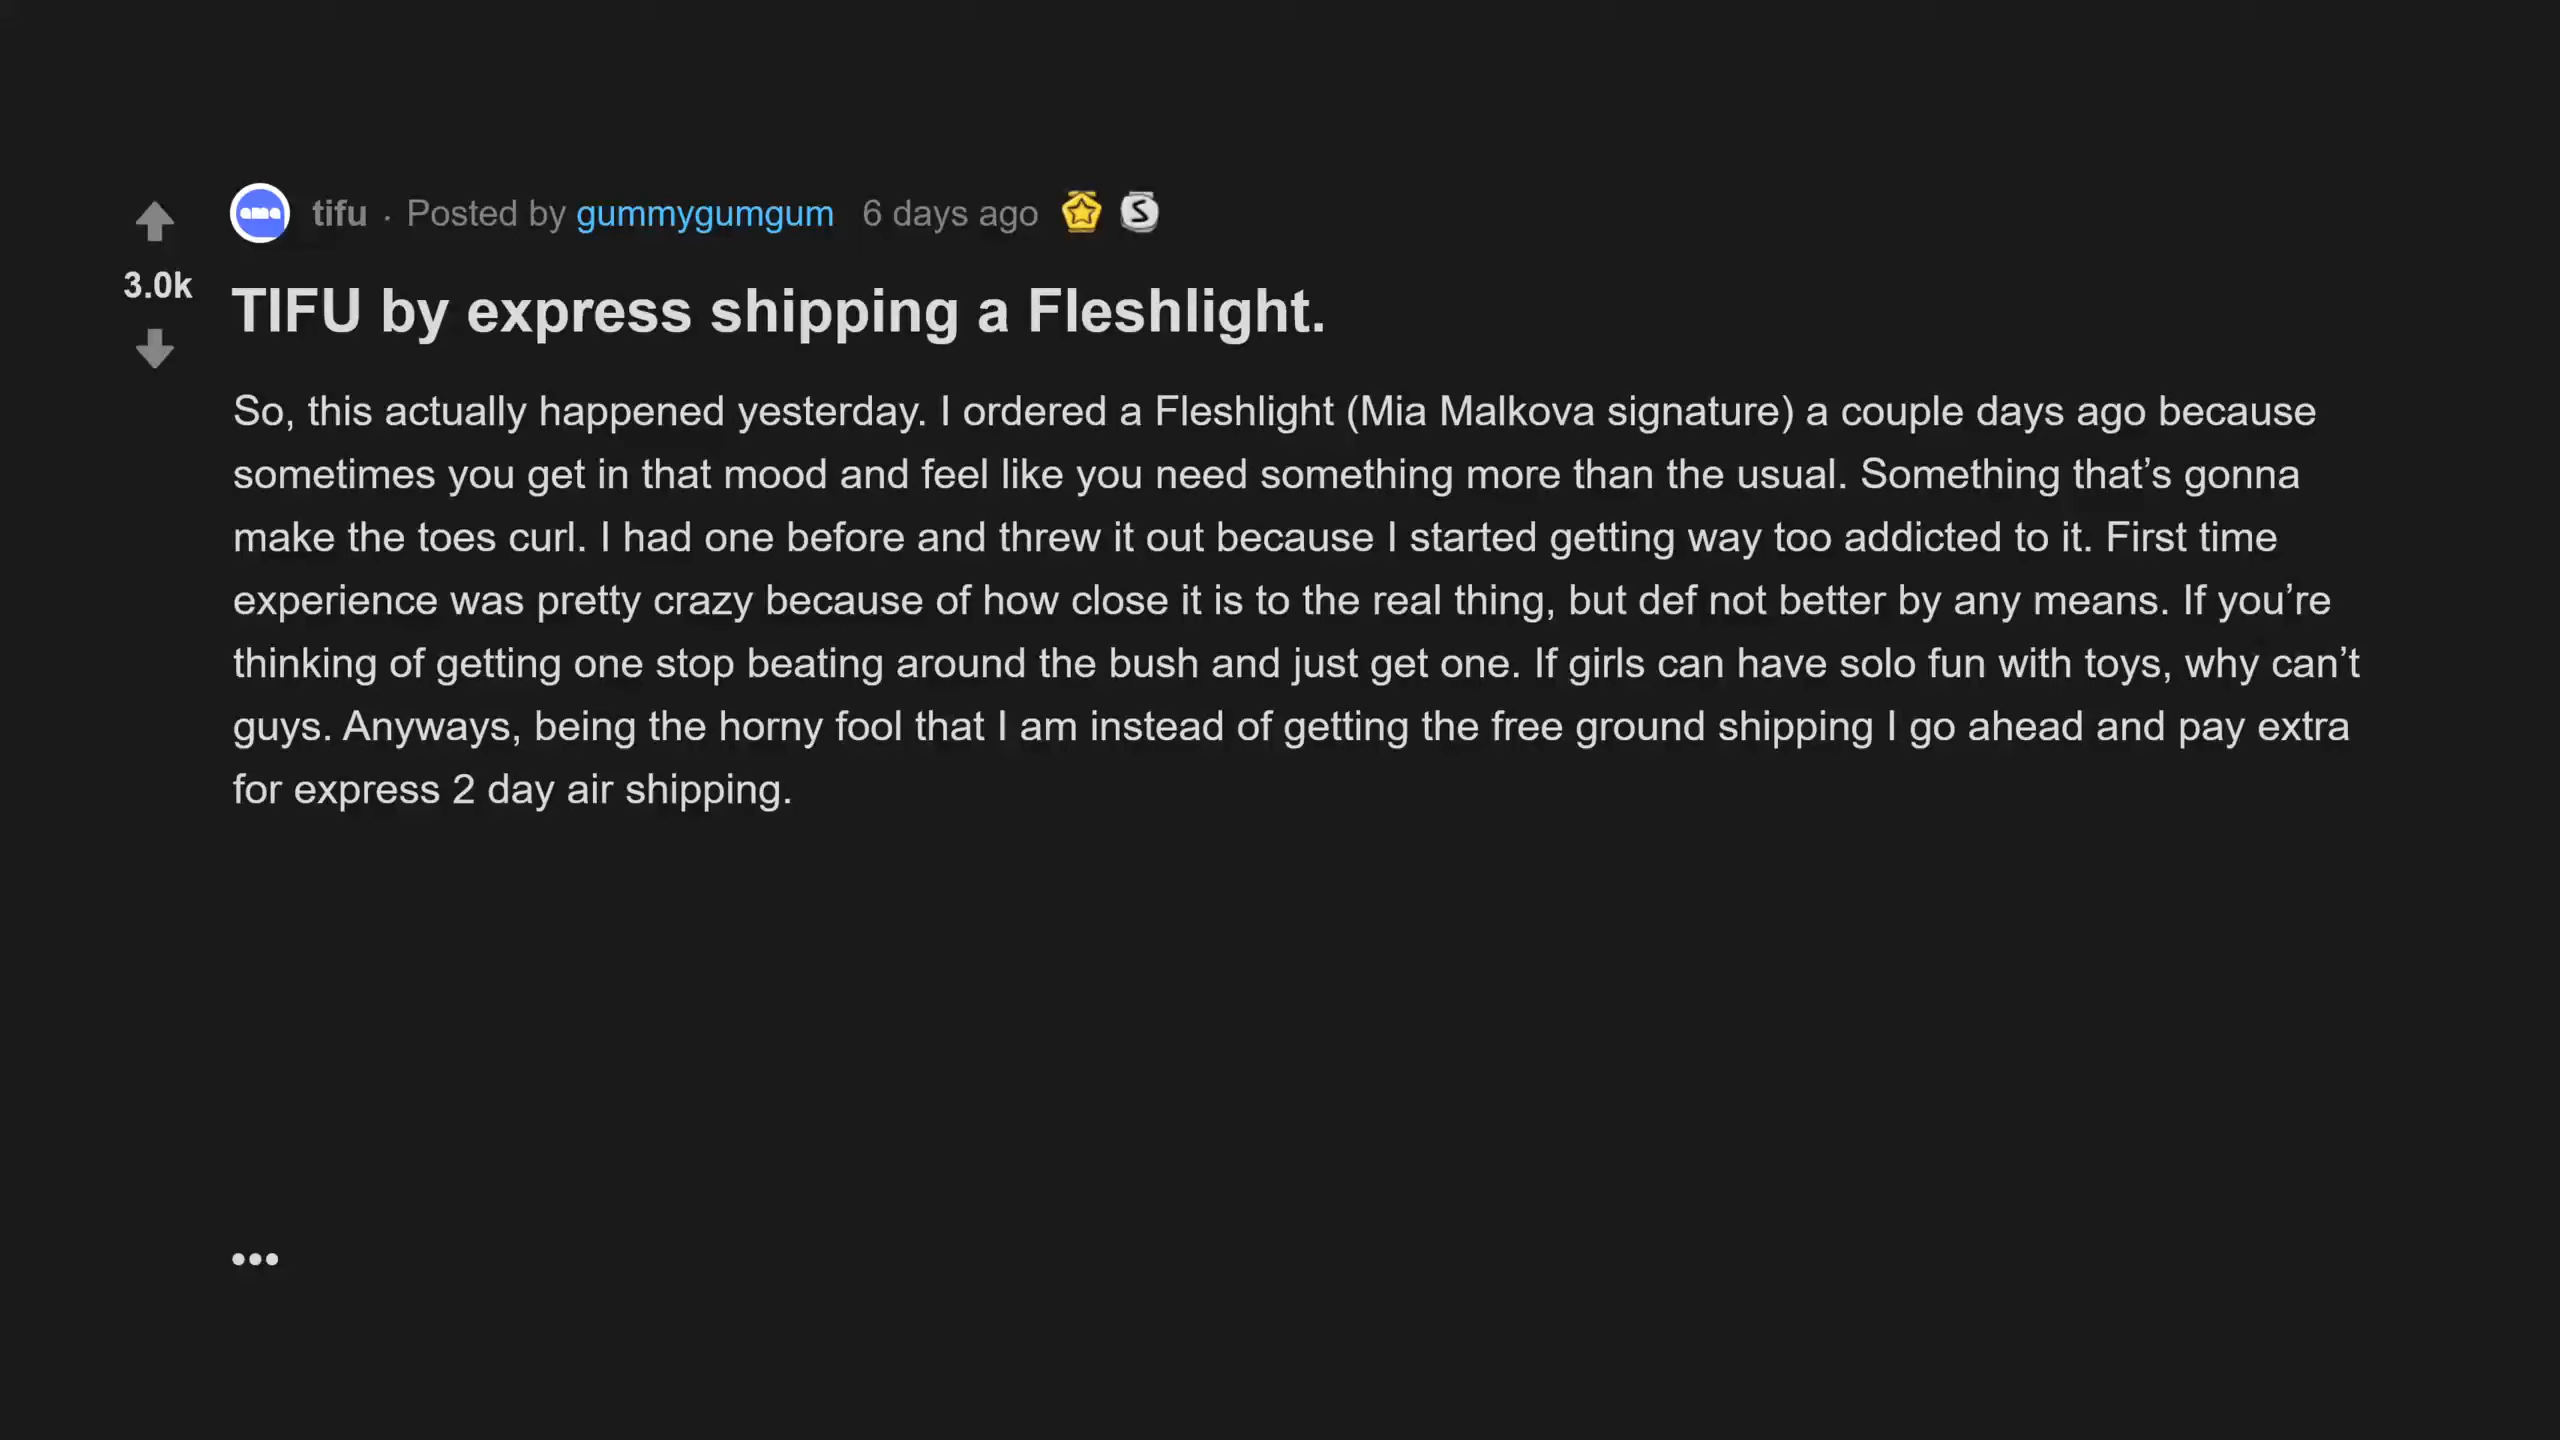 ama tifu · Posted by gummygumgum 6 days ago S
3.0k
TIFU by express shipping a Fleshlight.
So, this actually happened yesterday. I ordered a Fleshlight (Mia Malkova signature) a couple days ago because
sometimes you get in that mood and feel like you need something more than the usual. Something that’s gonna
make the toes curl. I had one before and threw it out because I started getting way too addicted to it. First time
experience was pretty crazy because of how close it is to the real thing, but def not better by any means. If you’re
thinking of getting one stop beating around the bush and just get one. If girls can have solo fun with toys, why can’t
guys. Anyways, being the horny fool that I am instead of getting the free ground shipping I go ahead and pay extra
for express 2 day air shipping.
•••